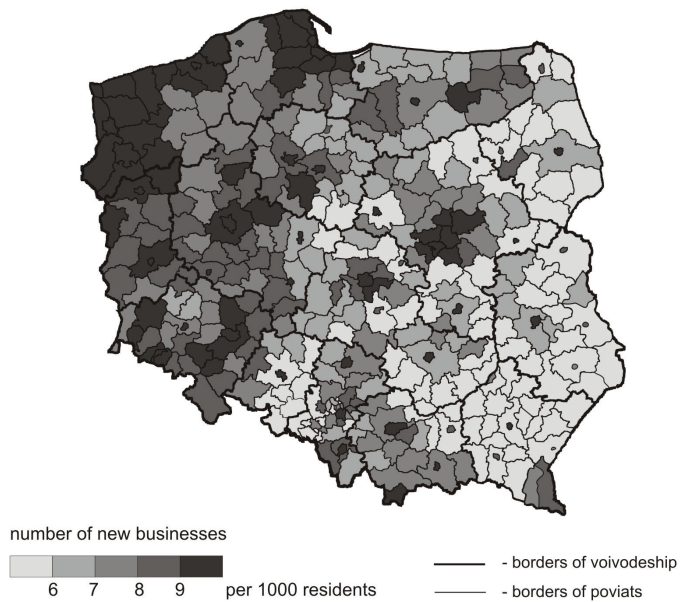 number of new businesses
6 7 8 9 per 1000 residents
- borders of voivodeship
- borders of poviats